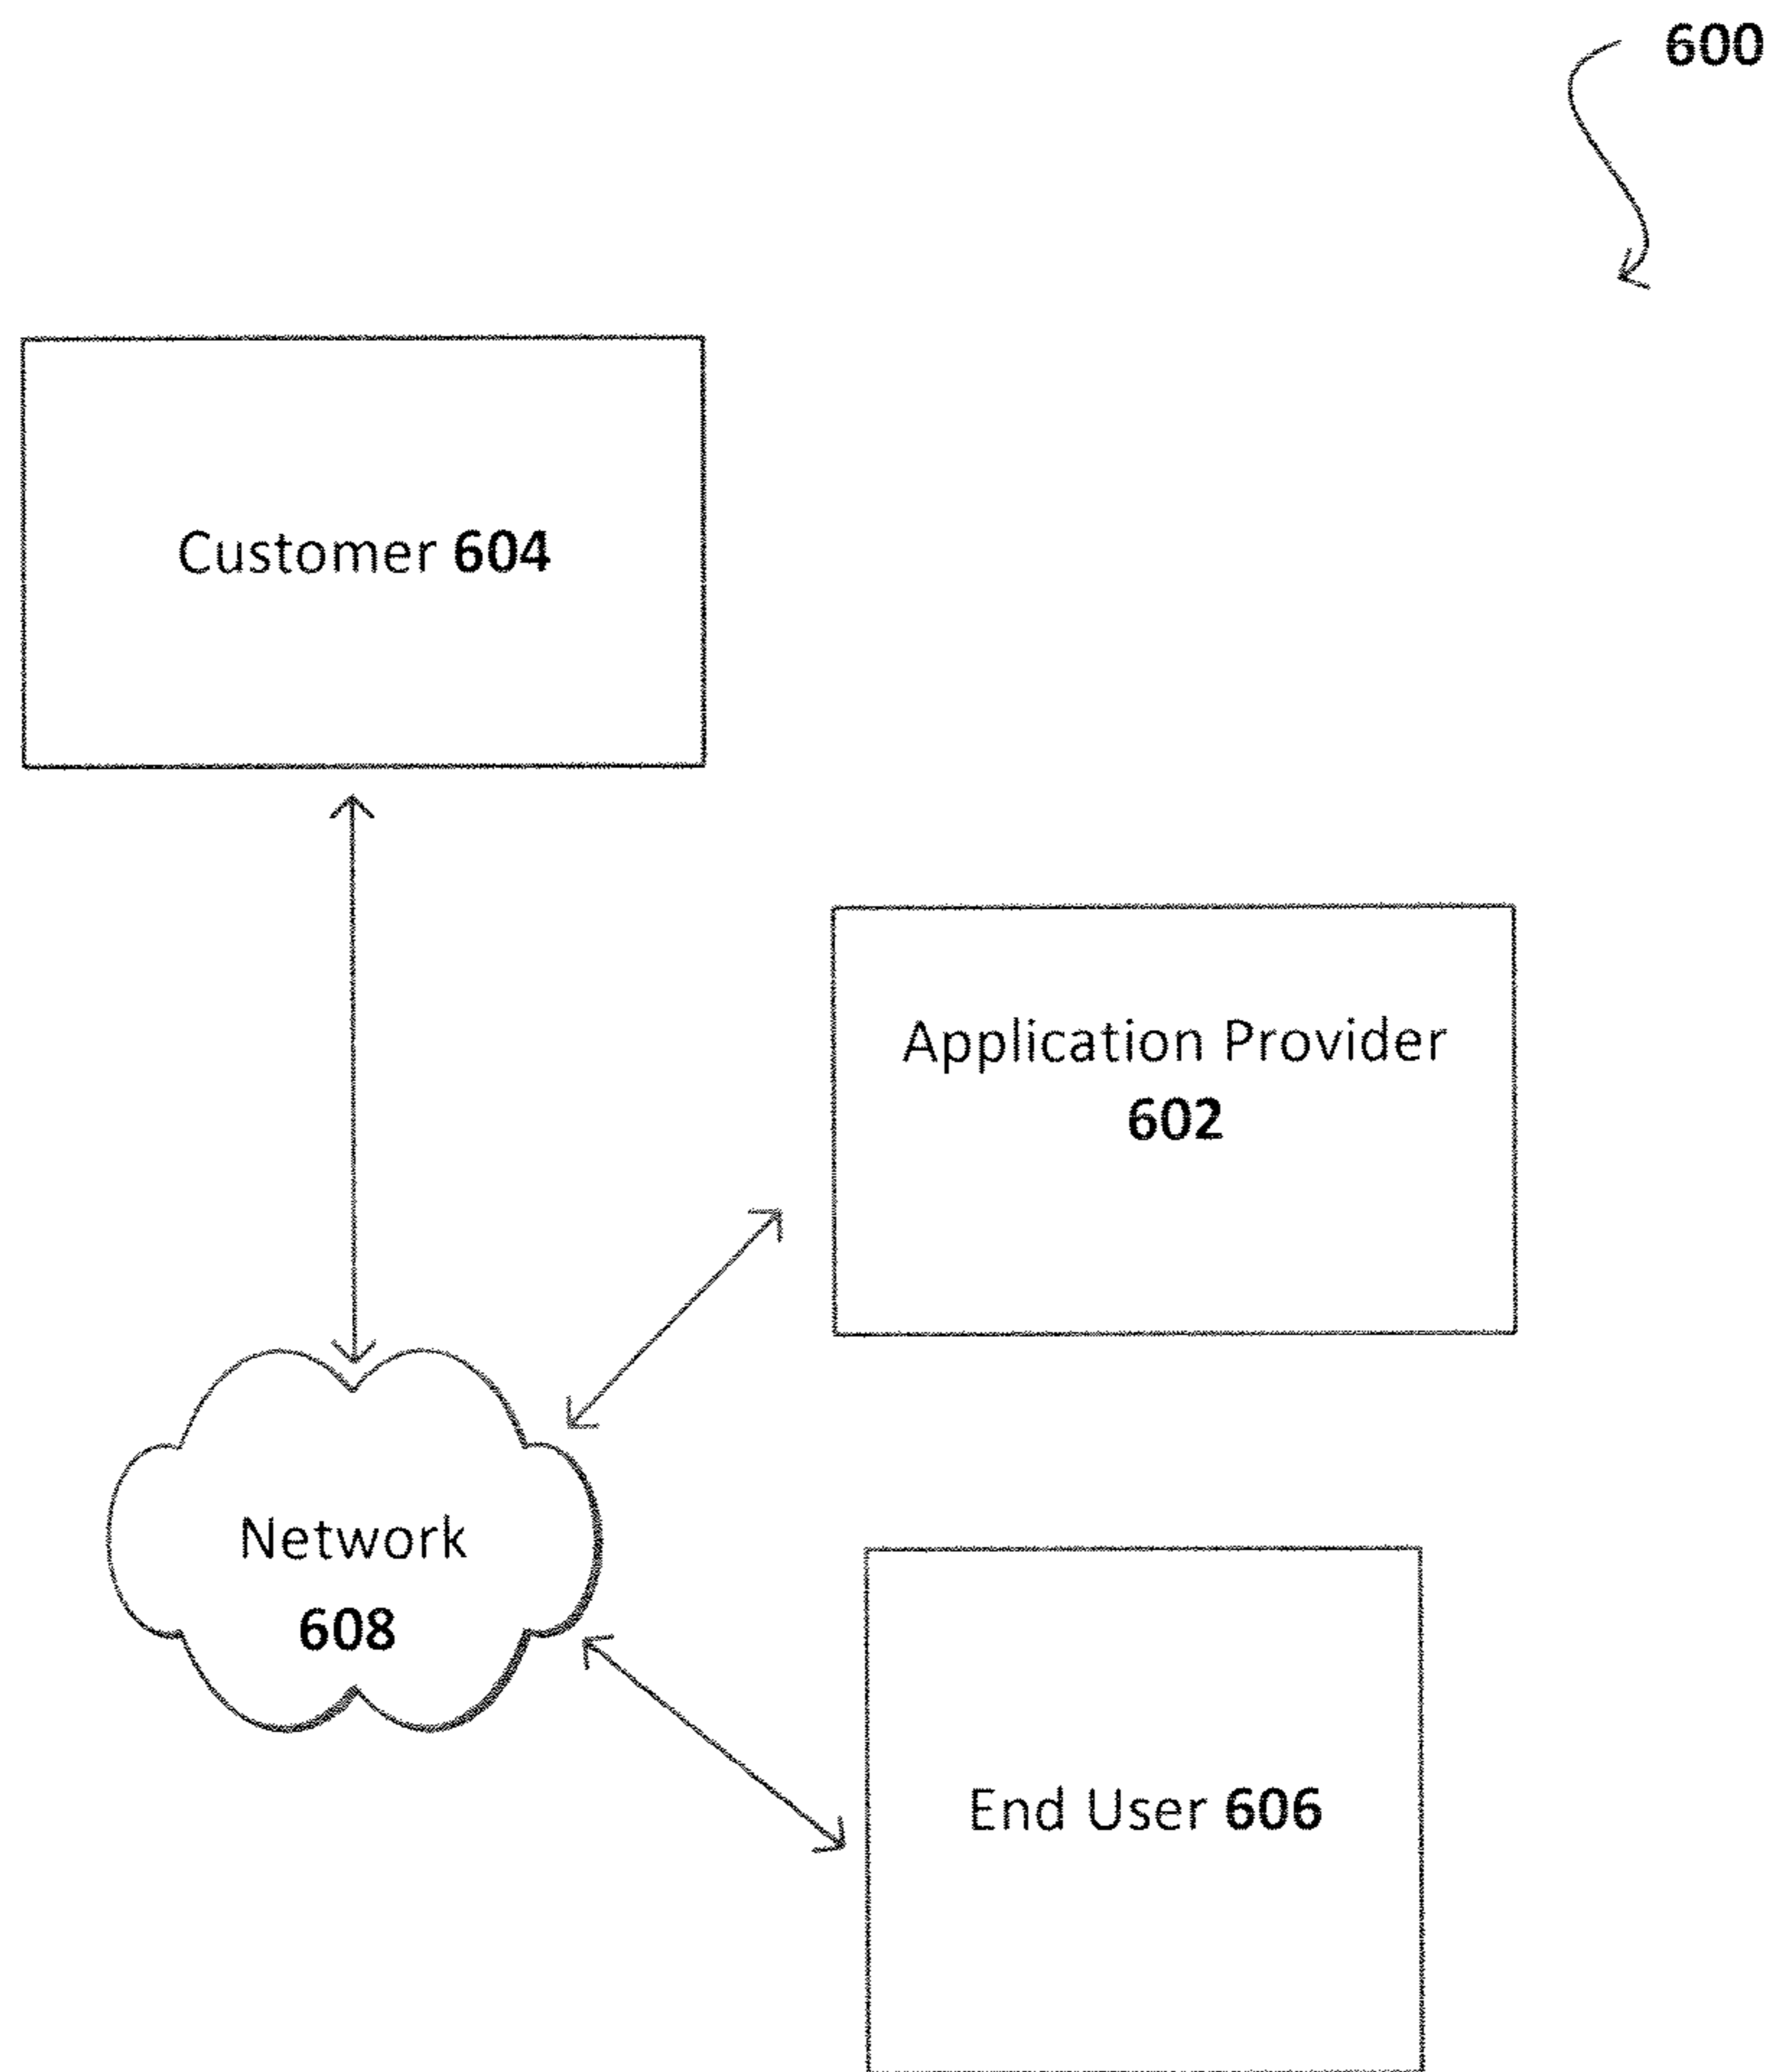 600
Customer 604
Application Provider
602
Network
608
End User 606